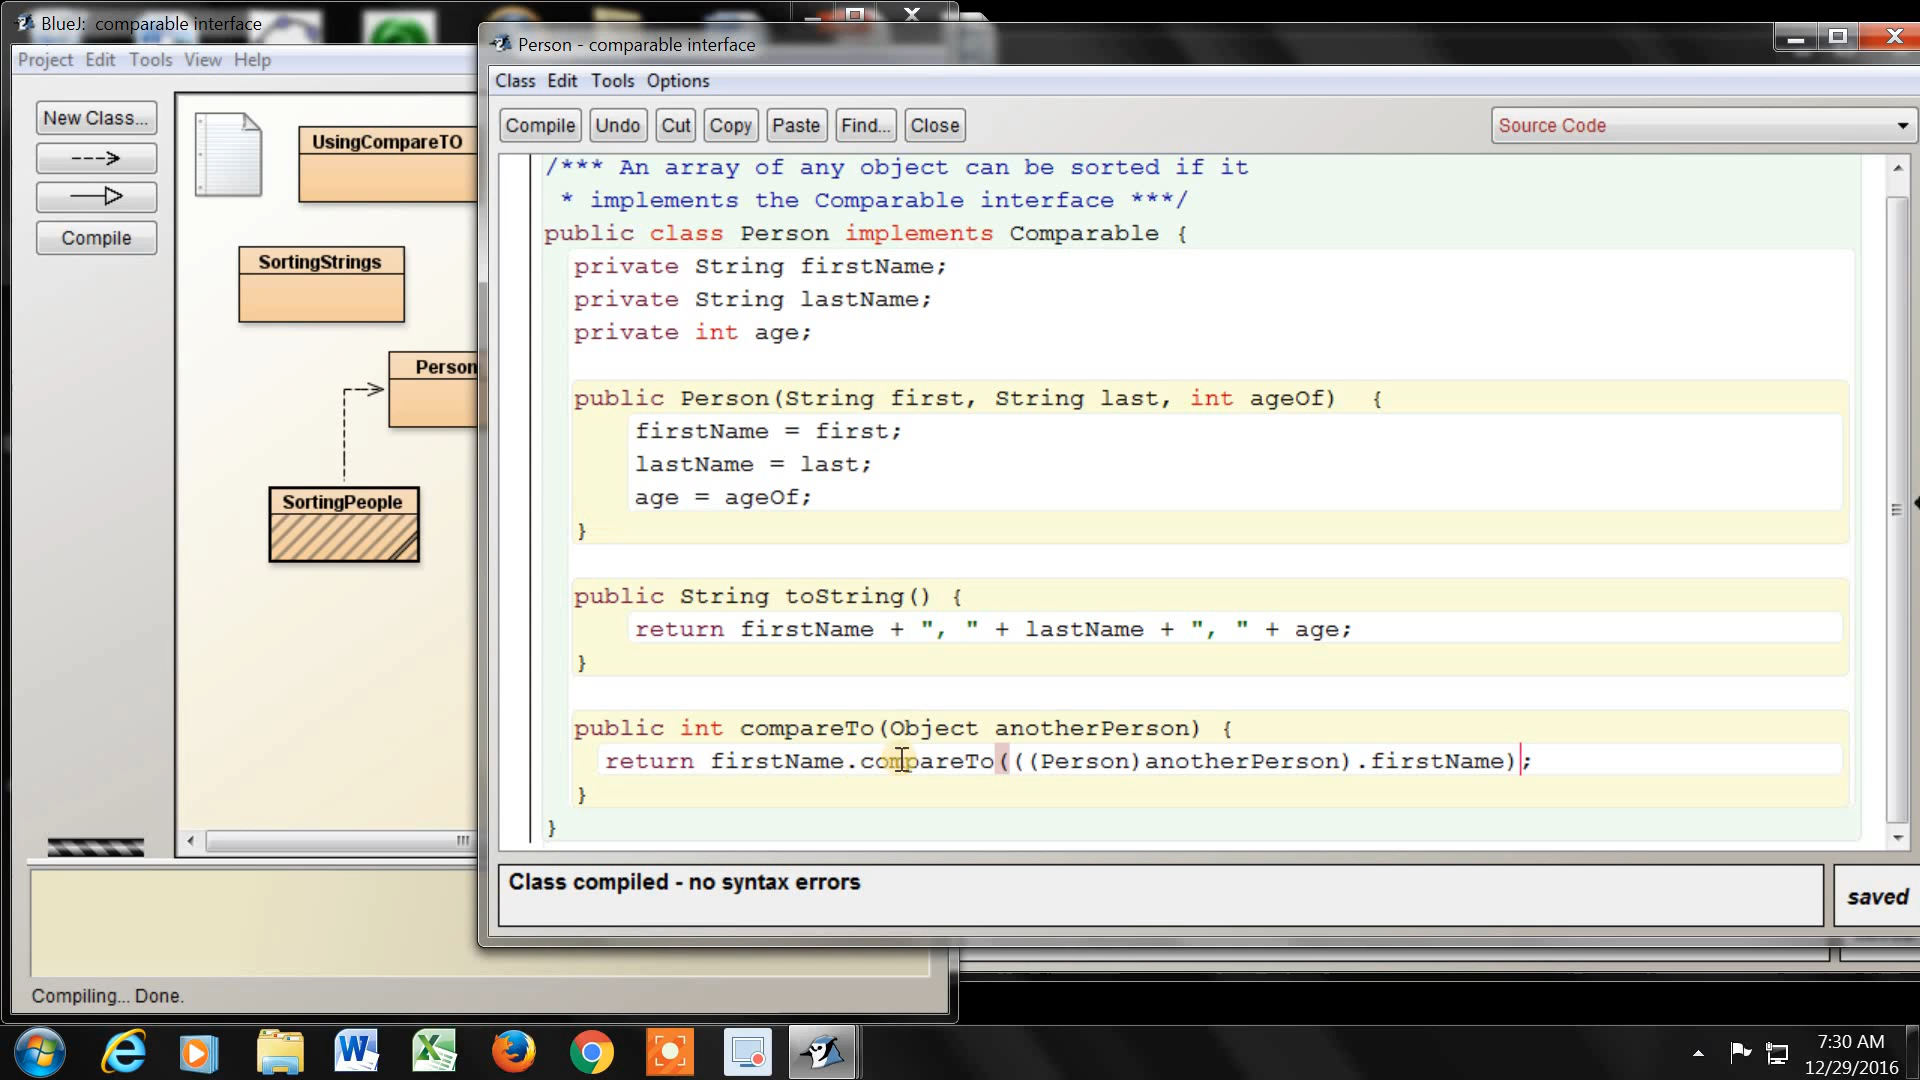 BlueJ:  comparable interface
Project Edit Tools View Help
New Class...
Compile
UsingCompareTO
SortingStrings
Person
SortingPeople
Compiling... Done.
Person - comparable interface
Class Edit Tools Options
Compile Undo Cut Copy Paste Find... Close
Source Code
/*** An array of any object can be sorted if it
* implements the Comparable interface ***/
public class Person implements Comparable {
private String firstName;
private String lastName;
private int age;
public Person(String first, String last, int ageOf)  {
firstName = first;
lastName = last;
age = ageOf;
}
public String toString() {
return firstName + ", " + lastName + ", " + age;
}
public int compareTo(Object anotherPerson) {
return firstName.compareTo(((Person)anotherPerson).firstName);
}
}
Class compiled - no syntax errors
saved
7:30 AM
12/29/2016